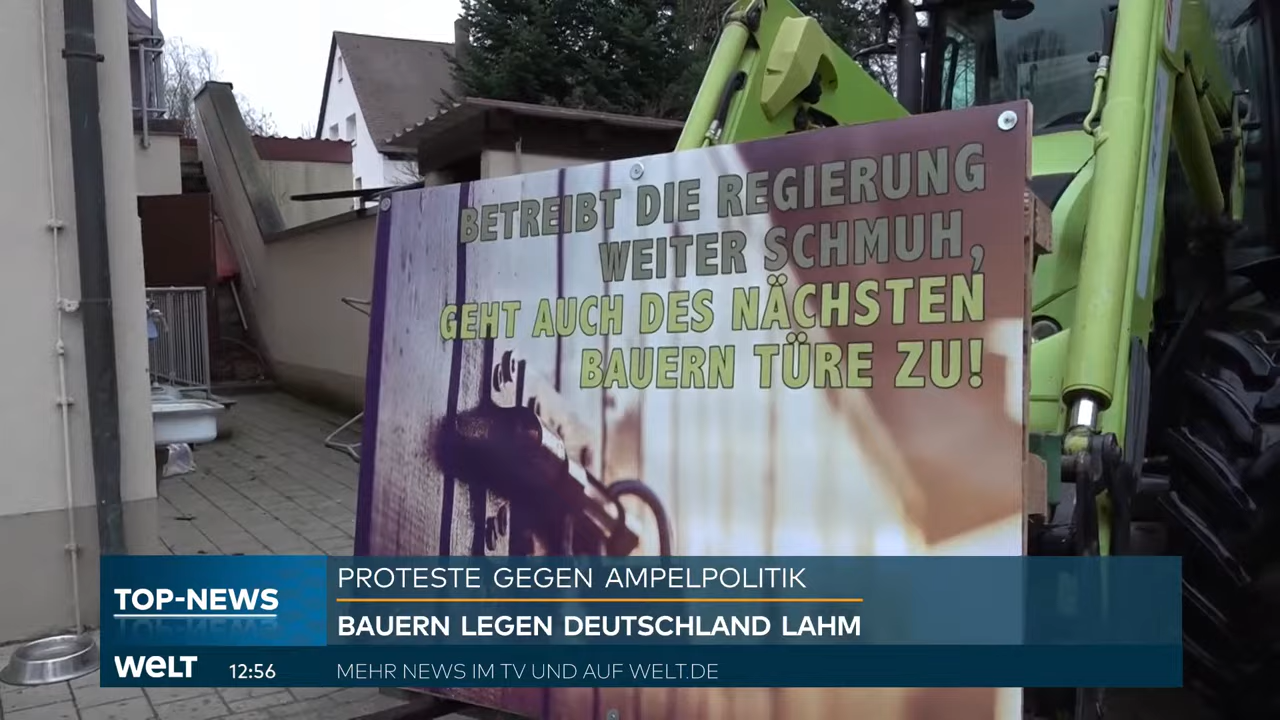 BETREIBT DIE REGIERUNG
WEITER SCHMUH,
GEHT AUCH DES NÄCHSTEN
BAUERN TÜRE ZU!
TOP-NEWS
PROTESTE GEGEN AMPELPOLITIK
BAUERN LEGEN DEUTSCHLAND LAHM
WELT 12:56
MEHR NEWS IM TV UND AUF WELT.DE